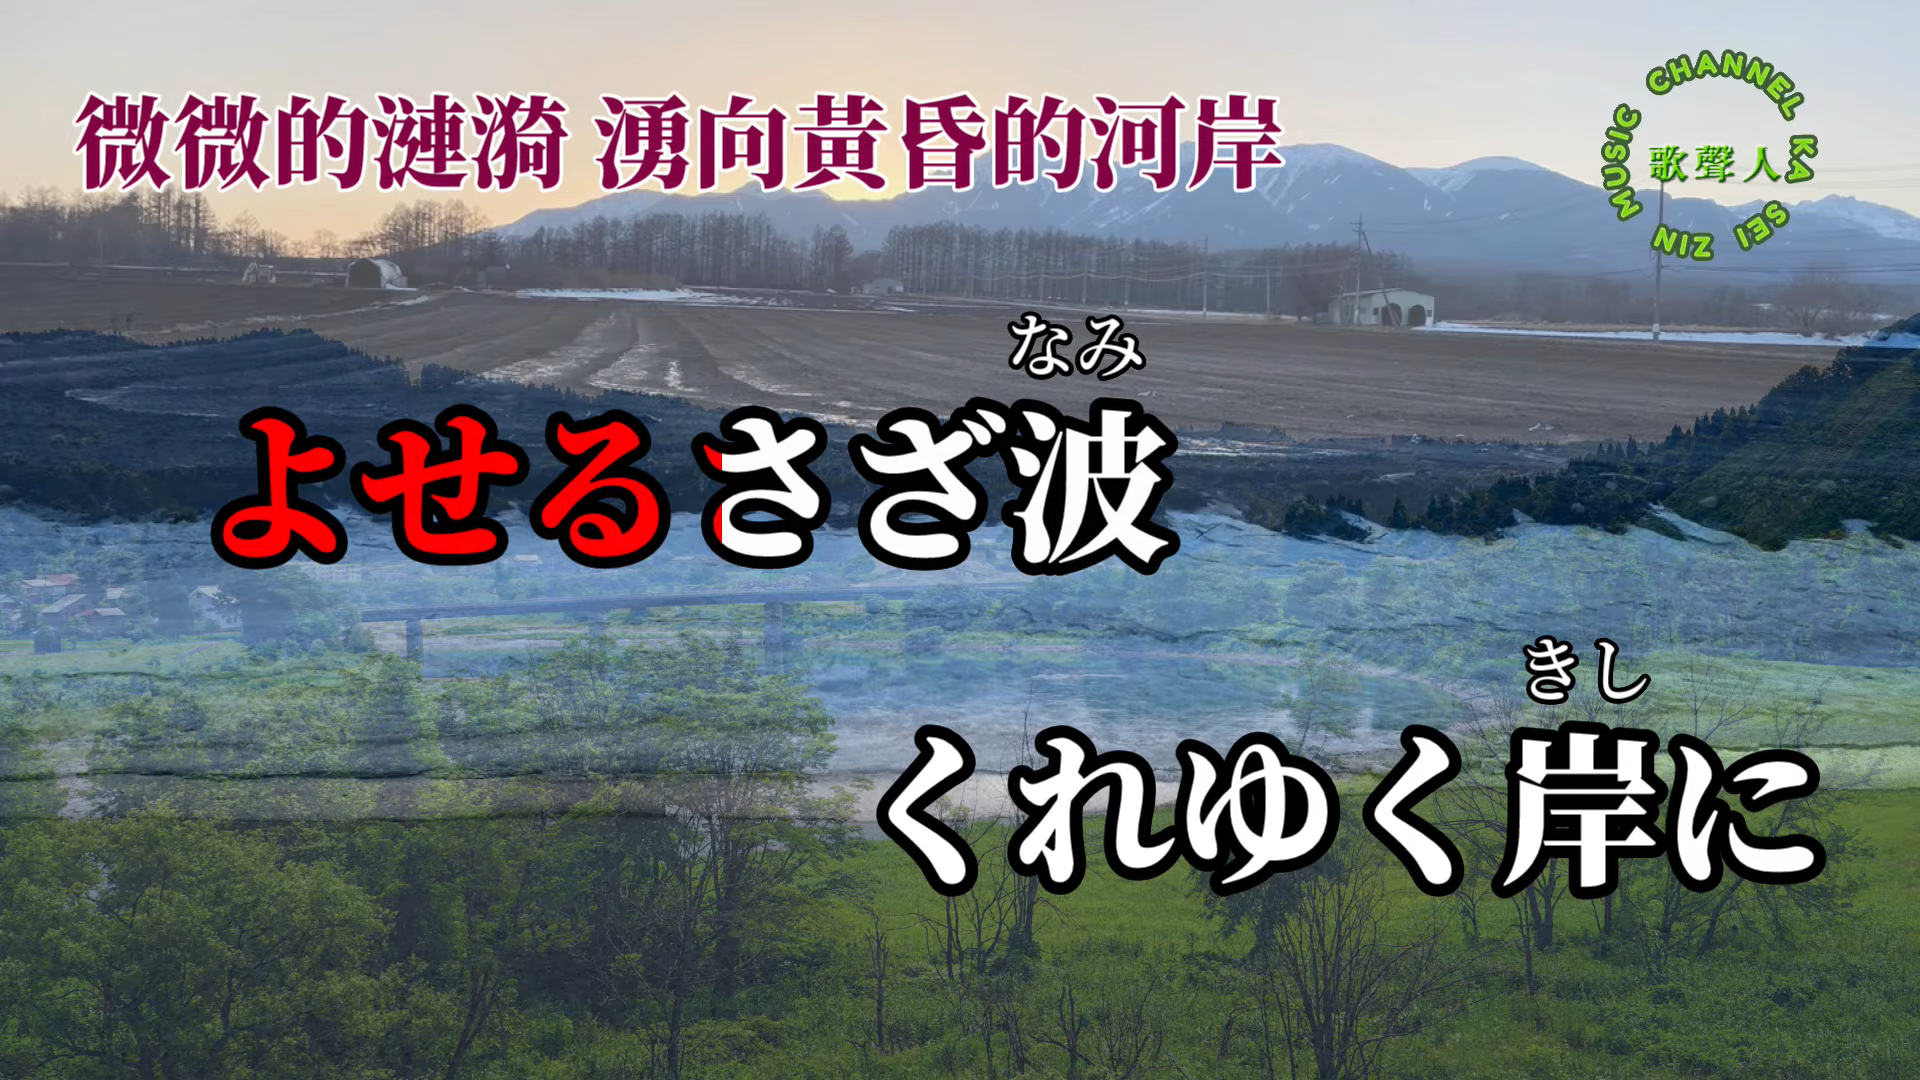 微微的漣漪 湧向黃昏的河岸
MUSIC CHANNEL KA SEI ZIN
歌聲人
なみ
よせるさざ波
きし
くれゆく岸に